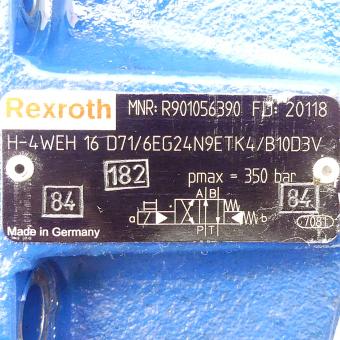 Rexroth MNR: R901056390 FD: 20118
H-4WEH 16 D71/6EG24N9ETK4/B10D3V
182
84 pmax = 350 bar 84
A B
a b
P T
Made in Germany 7081